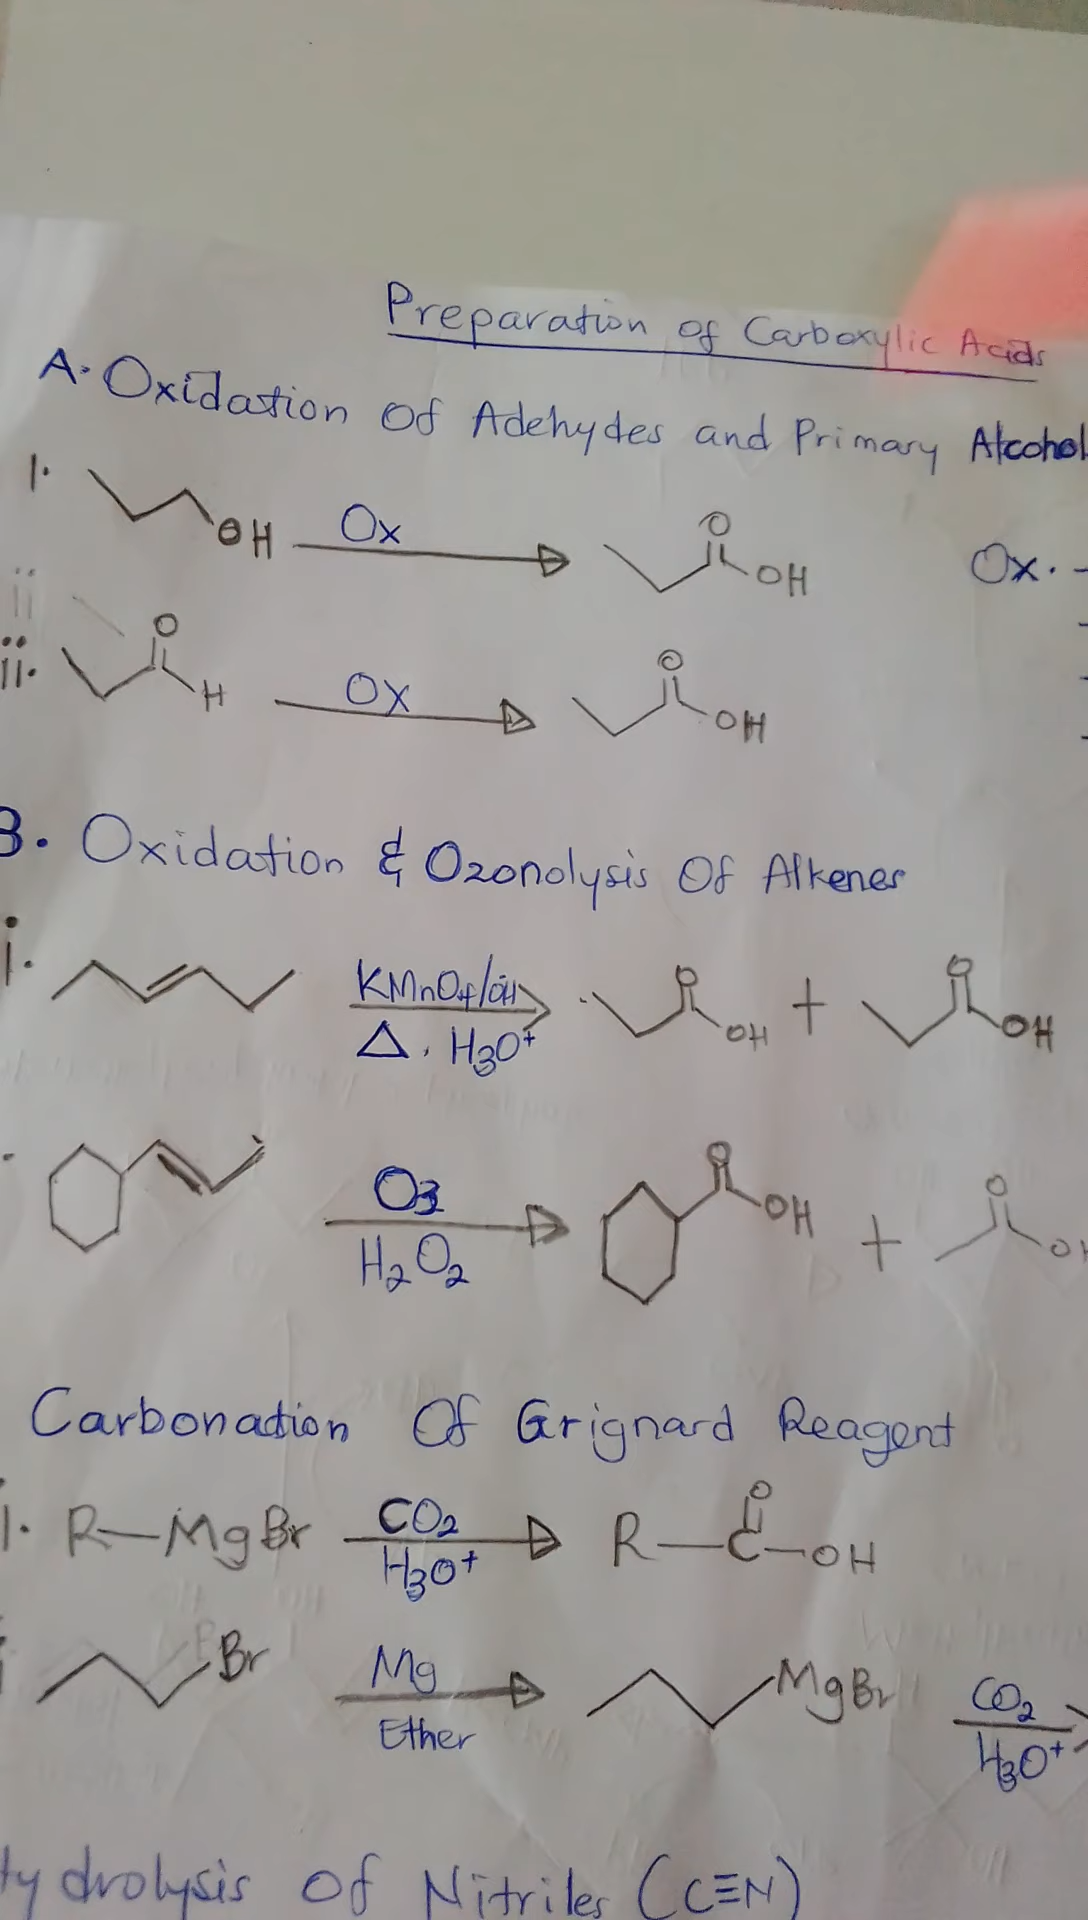 Preparation of Carboxylic Acids
A. Oxidation Of Adehydes and Primary Alcohol
1. OH Ox O OH Ox. -
ii
ii. O H OX O OH
B. Oxidation & Ozonolysis Of Alkenes
i. KMnO4/ōH O OH + O OH
Δ, H3O+
O3 O OH + O OH
H2O2
Carbonation Of Grignard Reagent
i. R—MgBr CO2 R—C—OH O
H3O+
Br Mg MgBr CO2
Ether H3O+
Hydrolysis Of Nitriles (C≡N)